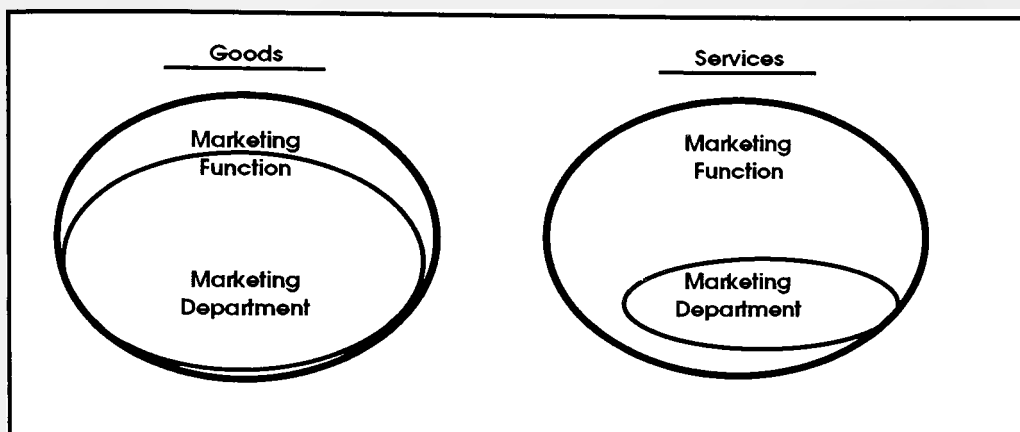 Goods
Marketing
Function
Marketing
Department
Services
Marketing
Function
Marketing
Department